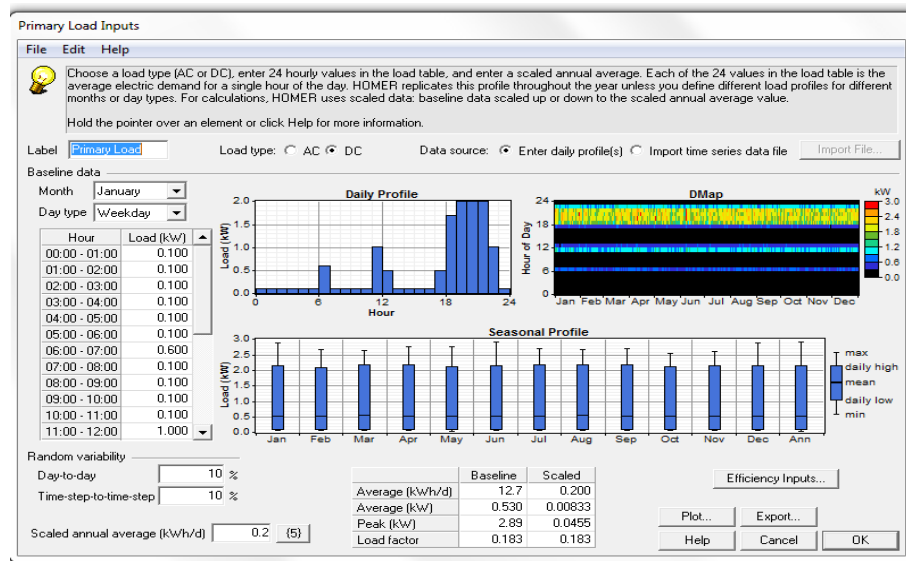 Primary Load Inputs
File Edit Help
Choose a load type (AC or DC), enter 24 hourly values in the load table, and enter a scaled annual average. Each of the 24 values in the load table is the
average electric demand for a single hour of the day. HOMER replicates this profile throughout the year unless you define different load profiles for different
months or day types. For calculations, HOMER uses scaled data: baseline data scaled up or down to the scaled annual average value.
Hold the pointer over an element or click Help for more information.
Label Primary Load Load type: AC DC Data source: Enter daily profile(s) Import time series data file Import File...
Baseline data
Month January
Day type Weekday
Hour Load (kW)
00:00 - 01:00 0.100
01:00 - 02:00 0.100
02:00 - 03:00 0.100
03:00 - 04:00 0.100
04:00 - 05:00 0.100
05:00 - 06:00 0.100
06:00 - 07:00 0.600
07:00 - 08:00 0.100
08:00 - 09:00 0.100
09:00 - 10:00 0.100
10:00 - 11:00 0.100
11:00 - 12:00 1.000
Daily Profile
Load (kW)
2.0
1.5
1.0
0.5
0.0
0 6 12 18 24
Hour
DMap
Hour of Day
24
18
12
6
0
Jan Feb Mar Apr May Jun Jul Aug Sep Oct Nov Dec
kW
3.0
2.4
1.8
1.2
0.6
0.0
Seasonal Profile
Load (kW)
3.0
2.5
2.0
1.5
1.0
0.5
0.0
Jan Feb Mar Apr May Jun Jul Aug Sep Oct Nov Dec Ann
max
daily high
mean
daily low
min
Random variability
Day-to-day 10 %
Time-step-to-time-step 10 %
Scaled annual average (kWh/d) 0.2 {5}
Baseline Scaled
Average (kWh/d) 12.7 0.200
Average (kW) 0.530 0.00833
Peak (kW) 2.89 0.0455
Load factor 0.183 0.183
Efficiency Inputs...
Plot... Export...
Help Cancel OK